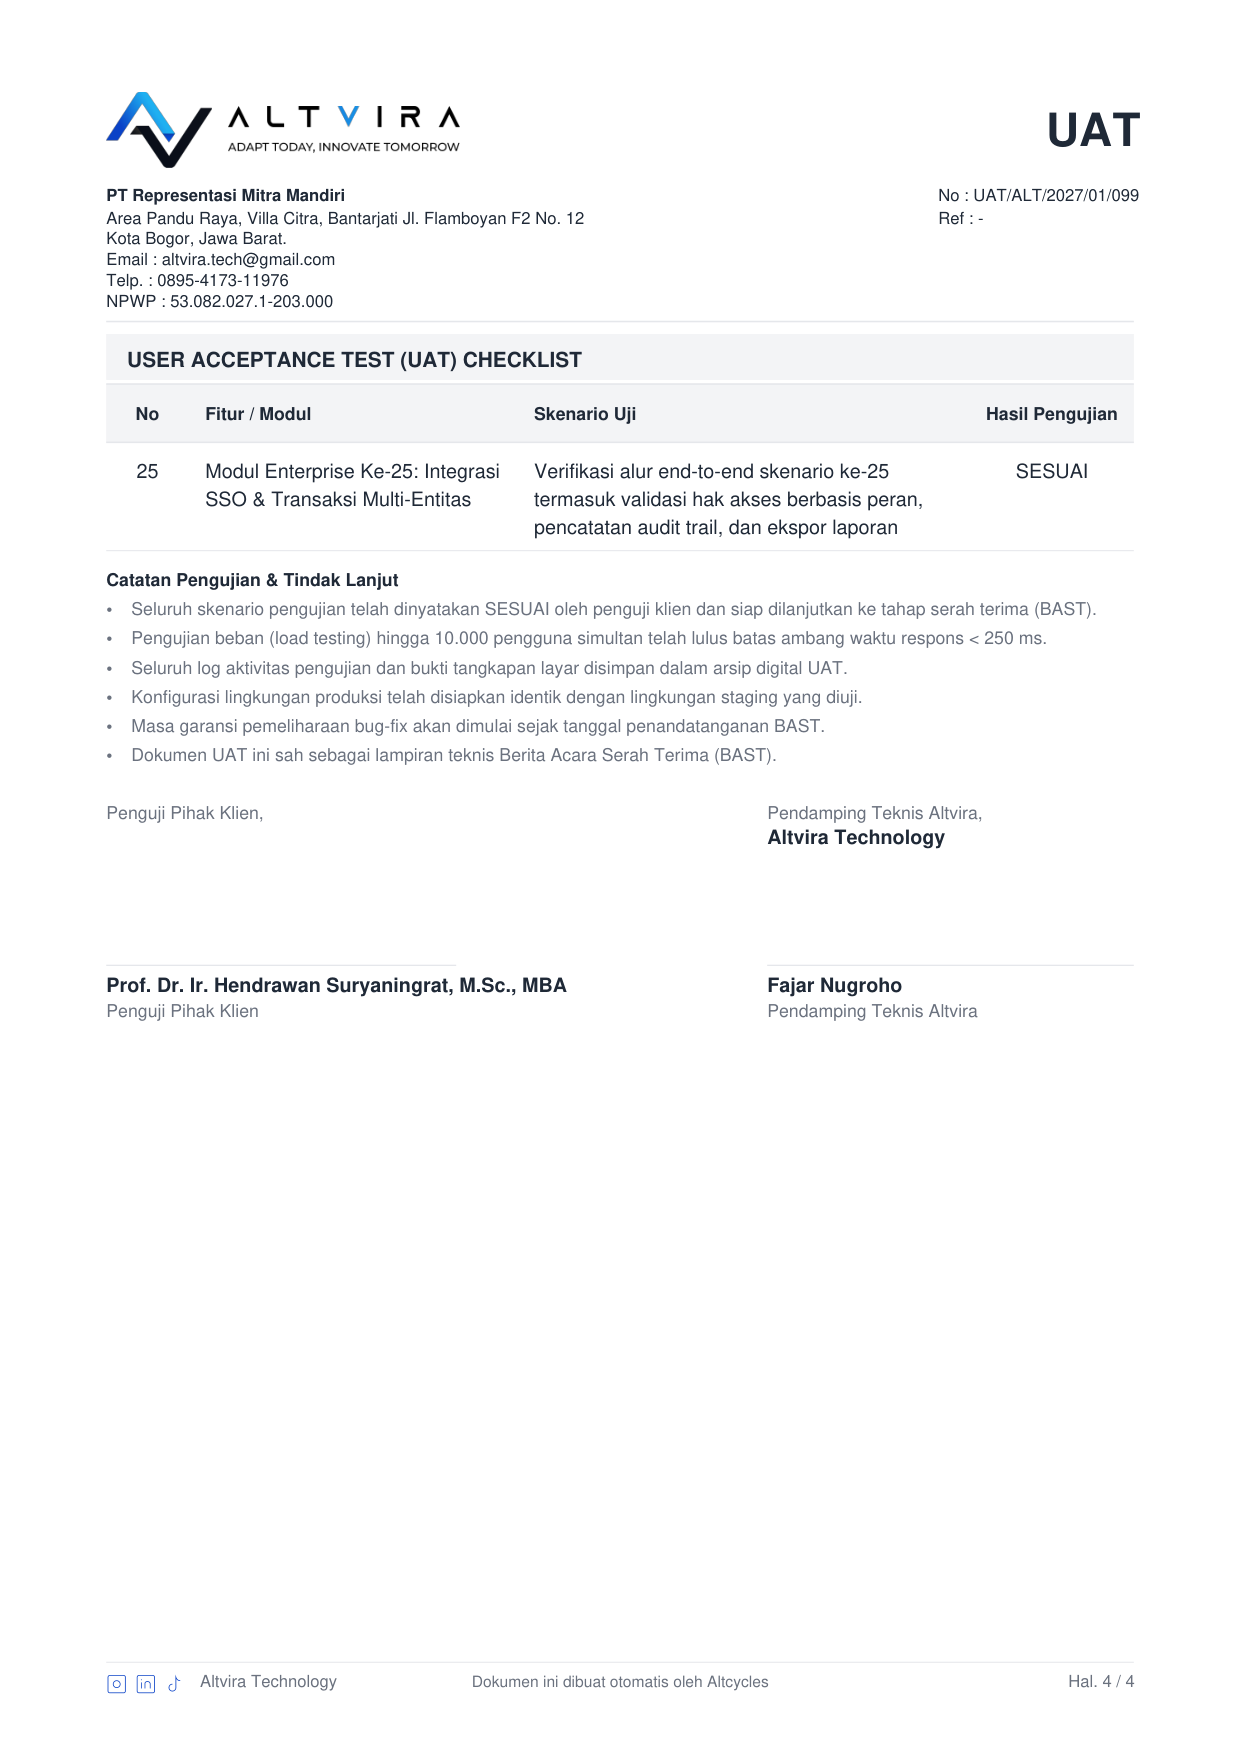 ALTVIRA
ADAPT TODAY, INNOVATE TOMORROW
UAT
PT Representasi Mitra Mandiri
Area Pandu Raya, Villa Citra, Bantarjati Jl. Flamboyan F2 No. 12
Kota Bogor, Jawa Barat.
Email : altvira.tech@gmail.com
Telp. : 0895-4173-11976
NPWP : 53.082.027.1-203.000
No : UAT/ALT/2027/01/099
Ref : -
USER ACCEPTANCE TEST (UAT) CHECKLIST
No Fitur / Modul Skenario Uji Hasil Pengujian
25 Modul Enterprise Ke-25: Integrasi Verifikasi alur end-to-end skenario ke-25 SESUAI
SSO & Transaksi Multi-Entitas termasuk validasi hak akses berbasis peran,
pencatatan audit trail, dan ekspor laporan
Catatan Pengujian & Tindak Lanjut
• Seluruh skenario pengujian telah dinyatakan SESUAI oleh penguji klien dan siap dilanjutkan ke tahap serah terima (BAST).
• Pengujian beban (load testing) hingga 10.000 pengguna simultan telah lulus batas ambang waktu respons < 250 ms.
• Seluruh log aktivitas pengujian dan bukti tangkapan layar disimpan dalam arsip digital UAT.
• Konfigurasi lingkungan produksi telah disiapkan identik dengan lingkungan staging yang diuji.
• Masa garansi pemeliharaan bug-fix akan dimulai sejak tanggal penandatanganan BAST.
• Dokumen UAT ini sah sebagai lampiran teknis Berita Acara Serah Terima (BAST).
Penguji Pihak Klien,
Pendamping Teknis Altvira,
Altvira Technology
Prof. Dr. Ir. Hendrawan Suryaningrat, M.Sc., MBA
Penguji Pihak Klien
Fajar Nugroho
Pendamping Teknis Altvira
Altvira Technology Dokumen ini dibuat otomatis oleh Altcycles Hal. 4 / 4